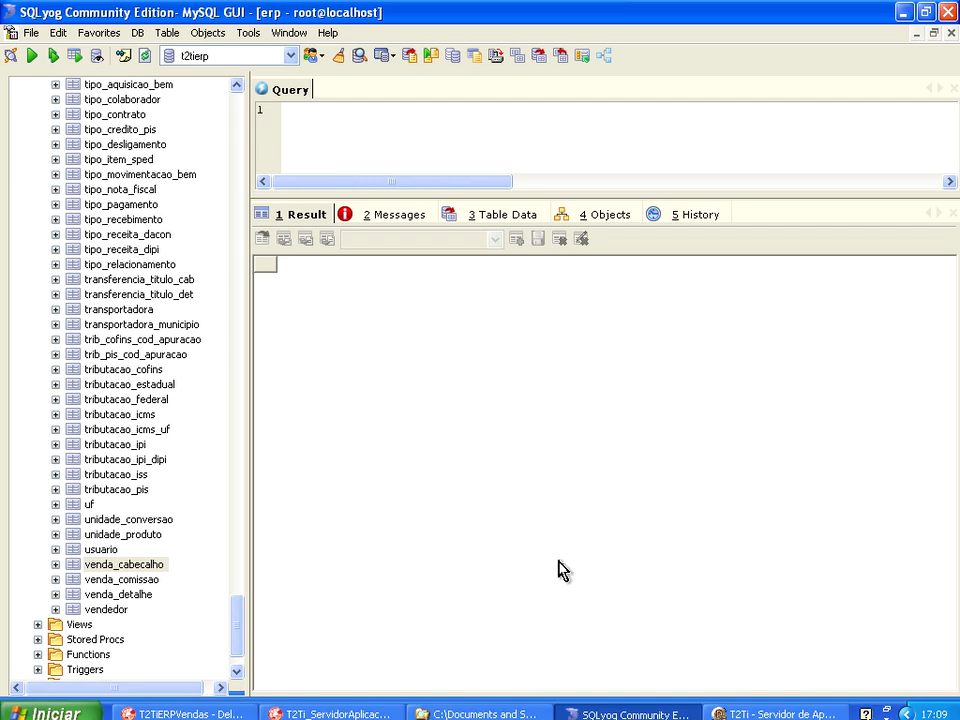 SQLyog Community Edition- MySQL GUI - [erp - root@localhost]
File Edit Favorites DB Table Objects Tools Window Help
t2tierp
tipo_aquisicao_bem
tipo_colaborador
tipo_contrato
tipo_credito_pis
tipo_desligamento
tipo_item_sped
tipo_movimentacao_bem
tipo_nota_fiscal
tipo_pagamento
tipo_recebimento
tipo_receita_dacon
tipo_receita_dipi
tipo_relacionamento
transferencia_titulo_cab
transferencia_titulo_det
transportadora
transportadora_municipio
trib_cofins_cod_apuracao
trib_pis_cod_apuracao
tributacao_cofins
tributacao_estadual
tributacao_federal
tributacao_icms
tributacao_icms_uf
tributacao_ipi
tributacao_ipi_dipi
tributacao_iss
tributacao_pis
uf
unidade_conversao
unidade_produto
usuario
venda_cabecalho
venda_comissao
venda_detalhe
vendedor
Views
Stored Procs
Functions
Triggers
Query
1
1 Result 2 Messages 3 Table Data 4 Objects 5 History
Iniciar T2TiERPVendas - Del... T2Ti_ServidorAplicac... C:\Documents and S... SQLyog Community E... T2Ti - Servidor de Ap... 17:09